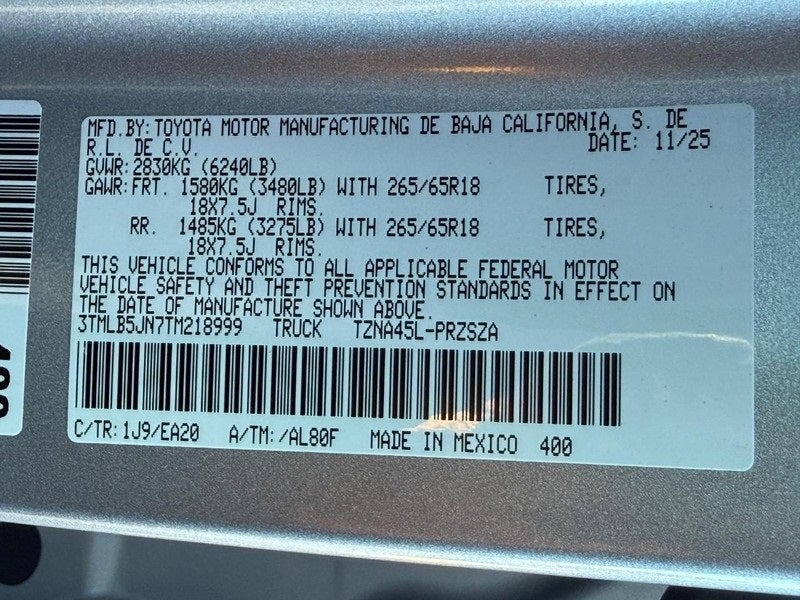 MFD.BY: TOYOTA MOTOR MANUFACTURING DE BAJA CALIFORNIA, S. DE
R.L. DE C.V. DATE: 11/25
GVWR: 2830KG (6240LB)
GAWR: FRT. 1580KG (3480LB) WITH 265/65R18 TIRES,
18X7.5J RIMS.
RR. 1485KG (3275LB) WITH 265/65R18 TIRES,
18X7.5J RIMS.
THIS VEHICLE CONFORMS TO ALL APPLICABLE FEDERAL MOTOR
VEHICLE SAFETY AND THEFT PREVENTION STANDARDS IN EFFECT ON
THE DATE OF MANUFACTURE SHOWN ABOVE.
3TMLB5JN7TM218999 TRUCK TZNA45L-PRZSZA
C/TR: 1J9/EA20 A/TM: /AL80F MADE IN MEXICO 400